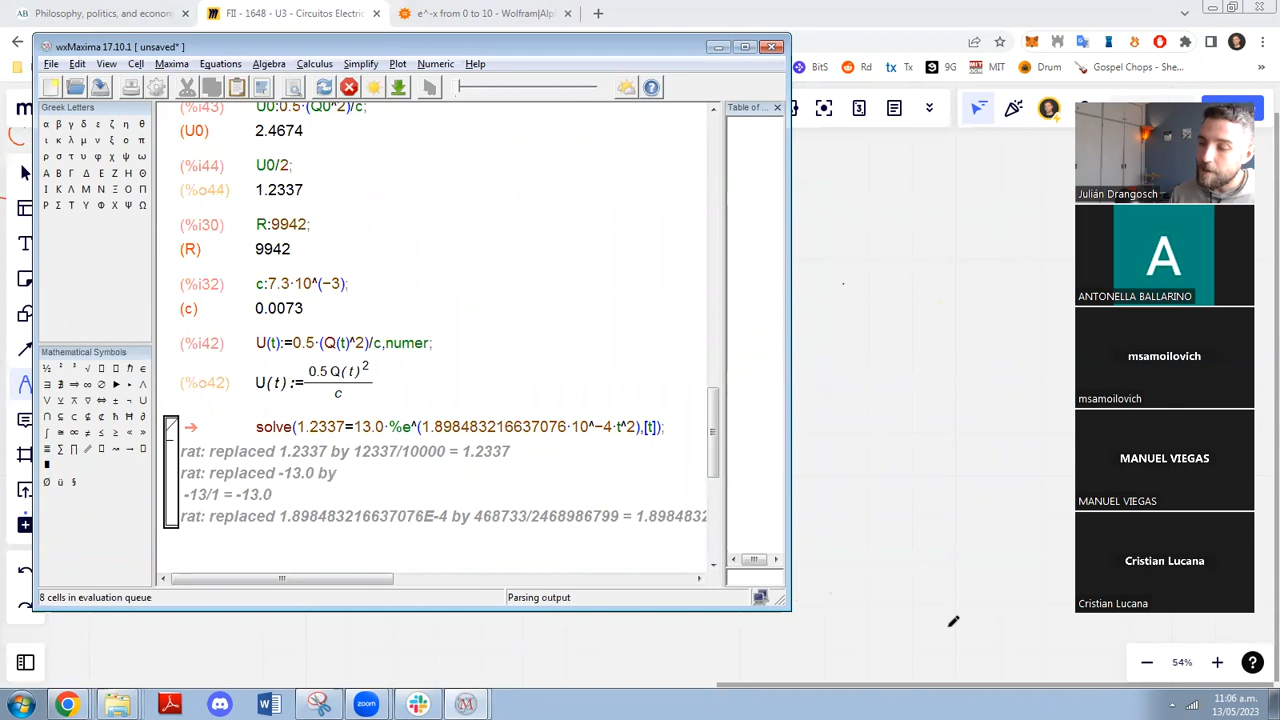 Philosophy, politics, and econom
FII - 1648 - U3 - Circuitos Electric
e^-x from 0 to 10 - Wolfram|Alp
BitS
Rd
Tx
9G
MIT
Drum
Gospel Chops - She...
wxMaxima 17.10.1 [ unsaved* ]
File Edit View Cell Maxima Equations Algebra Calculus Simplify Plot Numeric Help
Greek Letters
α β γ δ ε ζ η θ
ι κ λ μ ν ξ ο π
ρ σ τ υ φ χ ψ ω
Α Β Γ Δ Ε Ζ Η Θ
Ι Κ Λ Μ Ν Ξ Ο Π
Ρ Σ Τ Υ Φ Χ Ψ Ω
Mathematical Symbols
Table of ...
(%i43) U0:0.5·(Q0^2)/c;
(U0) 2.4674
(%i44) U0/2;
(%o44) 1.2337
(%i30) R:9942;
(R) 9942
(%i32) c:7.3·10^(−3);
(c) 0.0073
(%i42) U(t):=0.5·(Q(t)^2)/c,numer;
(%o42) U(t):=0.5 Q(t)²
c
solve(1.2337=13.0·%e^(1.898483216637076·10^−4·t^2),[t]);
rat: replaced 1.2337 by 12337/10000 = 1.2337
rat: replaced -13.0 by
-13/1 = -13.0
rat: replaced 1.898483216637076E-4 by 468733/2468986799 = 1.8984832
8 cells in evaluation queue
Parsing output
Julián Drangosch
A
ANTONELLA BALLARINO
msamoilovich
msamoilovich
MANUEL VIEGAS
MANUEL VIEGAS
Cristian Lucana
Cristian Lucana
54%
zoom
11:06 a.m.
13/05/2023